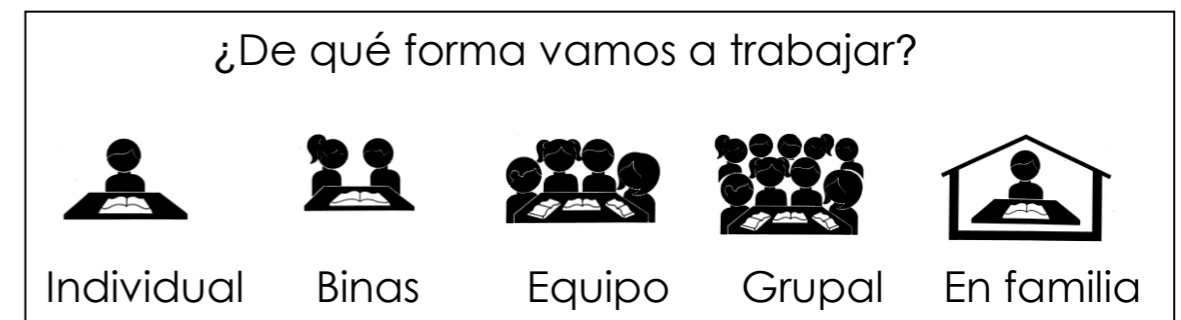 ¿De qué forma vamos a trabajar?
Individual Binas Equipo Grupal En familia